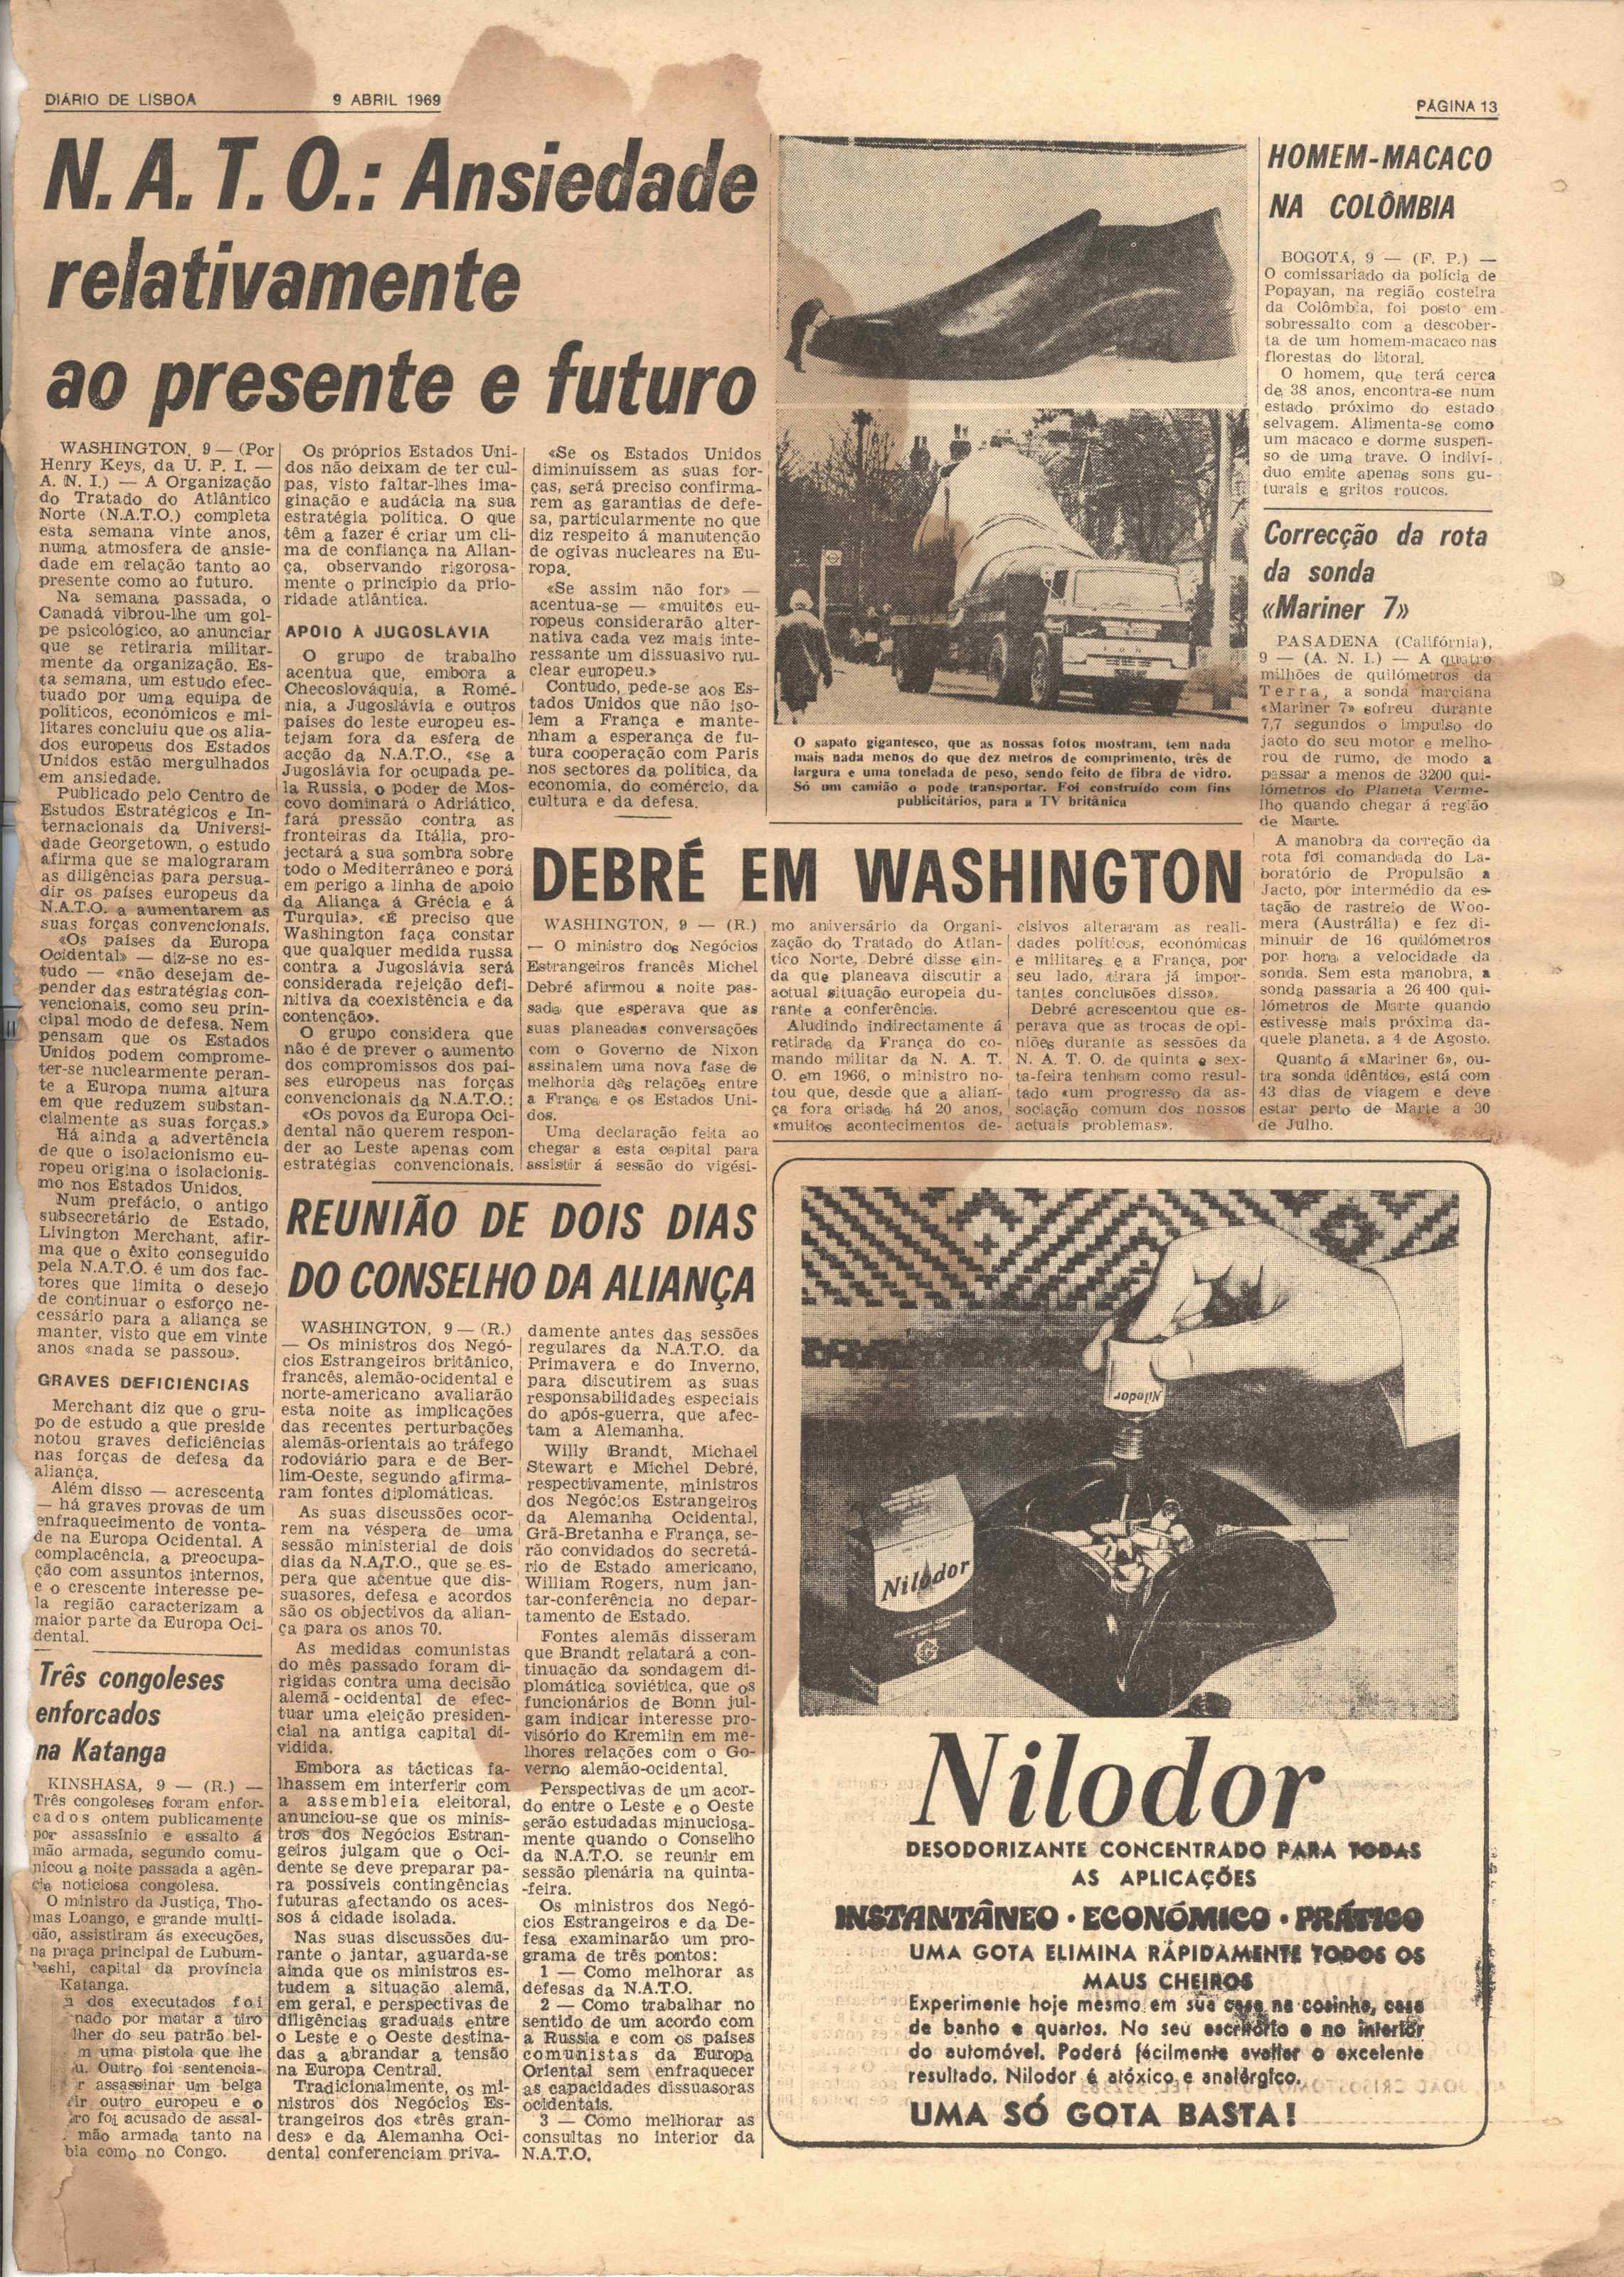 DIÁRIO DE LISBOA
9 ABRIL 1969
PÁGINA 13
N. A. T. O.: Ansiedade
relativamente
ao presente e futuro
WASHINGTON, 9 — (Por
Henry Keys, da U. P. I. —
A. N. I.) — A Organização
do Tratado do Atlântico
Norte (N.A.T.O.) completa
esta semana vinte anos,
numa atmosfera de ansie-
dade em relação tanto ao
presente como ao futuro.
Na semana passada, o
Canadá vibrou-lhe um gol-
pe psicológico, ao anunciar
que se retiraria militar-
mente da organização. Es-
ta semana, um estudo efec-
tuado por uma equipa de
políticos, económicos e mi-
litares concluiu que os alia-
dos europeus dos Estados
Unidos estão mergulhados
em ansiedade.
Publicado pelo Centro de
Estudos Estratégicos e In-
ternacionais da Universi-
dade Georgetown, o estudo
afirma que se malograram
as diligências para persua-
dir os países europeus da
N.A.T.O. a aumentarem as
suas forças convencionais.
«Os países da Europa
Ocidental» — diz-se no es-
tudo — «não desejam de-
pender das estratégias con-
vencionais, como seu prin-
cipal modo de defesa. Nem
pensam que os Estados
Unidos podem comprome-
ter-se nuclearmente peran-
te a Europa numa altura
em que reduzem substan-
cialmente as suas forças.»
Há ainda a advertência
de que o isolacionismo eu-
ropeu origina o isolacionis-
mo nos Estados Unidos.
Num prefácio, o antigo
subsecretário de Estado,
Livington Merchant, afir-
ma que o êxito conseguido
pela N.A.T.O. é um dos fac-
tores que limita o desejo
de continuar o esforço ne-
cessário para a aliança se
manter, visto que em vinte
anos «nada se passou».
GRAVES DEFICIÊNCIAS
Merchant diz que o gru-
po de estudo a que preside
notou graves deficiências
nas forças de defesa da
aliança.
Além disso — acrescenta
— há graves provas de um
enfraquecimento de vonta-
de na Europa Ocidental. A
complacência, a preocupa-
ção com assuntos internos,
e o crescente interesse pe-
la região caracterizam a
maior parte da Europa Oci-
dental.
Os próprios Estados Uni-
dos não deixam de ter cul-
pas, visto faltar-lhes ima-
ginação e audácia na sua
estratégia política. O que
têm a fazer é criar um cli-
ma de confiança na Alian-
ça, observando rigorosa-
mente o princípio da prio-
ridade atlântica.
APOIO À JUGOSLÁVIA
O grupo de trabalho
acentua que, embora a
Checoslováquia, a Romé-
nia, a Jugoslávia e outros
países do leste europeu es-
tejam fora da esfera de
acção da N.A.T.O., «se a
Jugoslávia for ocupada pe-
la Russia, o poder de Mos-
covo dominará o Adriático,
fará pressão contra as
fronteiras da Itália, pro-
jectará a sua sombra sobre
todo o Mediterrâneo e porá
em perigo a linha de apoio
da Aliança á Grécia e á
Turquia». «É preciso que
Washington faça constar
que qualquer medida russa
contra a Jugoslávia será
considerada rejeição defi-
nitiva da coexistência e da
contenção».
O grupo considera que
não é de prever o aumento
dos compromissos dos paí-
ses europeus nas forças
convencionais da N.A.T.O.:
«Os povos da Europa Oci-
dental não querem respon-
der ao Leste apenas com
estratégias convencionais.
«Se os Estados Unidos
diminuíssem as suas for-
ças, será preciso confirma-
rem as garantias de defe-
sa, particularmente no que
diz respeito á manutenção
de ogivas nucleares na Eu-
ropa.
«Se assim não for» —
acentua-se — «muitos eu-
ropeus considerarão alter-
nativa cada vez mais inte-
ressante um dissuasivo nu-
clear europeu.»
Contudo, pede-se aos Es-
tados Unidos que não iso-
lem a França e mante-
nham a esperança de fu-
tura cooperação com Paris
nos sectores da política, da
economia, do comércio, da
cultura e da defesa.
O sapato gigantesco, que as nossas fotos mostram, tem nada
mais nada menos do que dez metros de comprimento, três de
largura e uma tonelada de peso, sendo feito de fibra de vidro.
Só um camião o pode transportar. Foi construído com fins
publicitários, para a TV britânica
HOMEM-MACACO
NA COLÔMBIA
BOGOTÁ, 9 — (F. P.) —
O comissariado da polícia de
Popayan, na região costeira
da Colômbia, foi posto em
sobressalto com a descober-
ta de um homem-macaco nas
florestas do litoral.
O homem, que terá cerca
de 38 anos, encontra-se num
estado próximo do estado
selvagem. Alimenta-se como
um macaco e dorme suspen-
so de uma trave. O indiví-
duo emite apenas sons gu-
turais e gritos roucos.
Correcção da rota
da sonda
«Mariner 7»
PASADENA (Califórnia),
9 — (A. N. I.) — A quatro
milhões de quilómetros da
Terra, a sonda marciana
«Mariner 7» sofreu durante
7,7 segundos o impulso do
jacto do seu motor e melho-
rou de rumo, de modo a
passar a menos de 3200 qui-
lómetros do Planeta Verme-
lho quando chegar á região
de Marte.
A manobra da correção da
rota foi comandada do La-
boratório de Propulsão a
Jacto, por intermédio da es-
tação de rastreio de Woo-
mera (Austrália) e fez di-
minuir de 16 quilómetros
por hora a velocidade da
sonda. Sem esta manobra, a
sonda passaria a 26 400 qui-
lómetros de Marte quando
estivesse mais próxima da-
quele planeta, a 4 de Agosto.
Quanto á «Mariner 6», ou-
tra sonda idêntica, está com
43 dias de viagem e deve
estar perto de Marte a 30
de Julho.
DEBRÉ EM WASHINGTON
WASHINGTON, 9 — (R.)
— O ministro dos Negócios
Estrangeiros francês Michel
Debré afirmou a noite pas-
sada que esperava que as
suas planeadas conversações
com o Governo de Nixon
assinalem uma nova fase de
melhoria das relações entre
a França e os Estados Uni-
dos.
Uma declaração feita ao
chegar a esta capital para
assistir á sessão do vigési-
mo aniversário da Organi-
zação do Tratado do Atlan-
tico Norte, Debré disse ain-
da que planeava discutir a
actual situação europeia du-
rante a conferência.
Aludindo indirectamente á
retirada da França do co-
mando militar da N. A. T.
O. em 1966, o ministro no-
tou que, desde que a alian-
ça fora criada há 20 anos,
«muitos acontecimentos de-
cisivos alteraram as reali-
dades políticas, económicas
e militares e a França, por
seu lado, tirara já impor-
tantes conclusões disso».
Debré acrescentou que es-
perava que as trocas de opi-
niões durante as sessões da
N. A. T. O. de quinta e sex-
ta-feira tenham como resul-
tado «um progresso da as-
sociação comum dos nossos
actuais problemas».
REUNIÃO DE DOIS DIAS
DO CONSELHO DA ALIANÇA
WASHINGTON, 9 — (R.)
— Os ministros dos Negó-
cios Estrangeiros britânico,
francês, alemão-ocidental e
norte-americano avaliarão
esta noite as implicações
das recentes perturbações
alemãs-orientais ao tráfego
rodoviário para e de Ber-
lim-Oeste, segundo afirma-
ram fontes diplomáticas.
As suas discussões ocor-
rem na véspera de uma
sessão ministerial de dois
dias da N.A.T.O., que se es-
pera que acentue que dis-
suasores, defesa e acordos
são os objectivos da alian-
ça para os anos 70.
As medidas comunistas
do mês passado foram di-
rigidas contra uma decisão
alemã-ocidental de efec-
tuar uma eleição presiden-
cial na antiga capital di-
vidida.
Embora as tácticas fa-
lhassem em interferir com
a assembleia eleitoral,
anunciou-se que os minis-
tros dos Negócios Estran-
geiros julgam que o Oci-
dente se deve preparar pa-
ra possíveis contingências
futuras afectando os aces-
sos á cidade isolada.
Nas suas discussões du-
rante o jantar, aguarda-se
ainda que os ministros es-
tudem a situação alemã,
em geral, e perspectivas de
diligências graduais entre
o Leste e o Oeste destina-
das a abrandar a tensão
na Europa Central.
Tradicionalmente, os mi-
nistros dos Negócios Es-
trangeiros dos «três gran-
des» e da Alemanha Oci-
dental conferenciam priva-
damente antes das sessões
regulares da N.A.T.O. da
Primavera e do Inverno,
para discutirem as suas
responsabilidades especiais
do após-guerra, que afec-
tam a Alemanha.
Willy Brandt, Michael
Stewart e Michel Debré,
respectivamente, ministros
dos Negócios Estrangeiros
da Alemanha Ocidental,
Grã-Bretanha e França, se-
rão convidados do secretá-
rio de Estado americano,
William Rogers, num jan-
tar-conferência no depar-
tamento de Estado.
Fontes alemãs disseram
que Brandt relatará a con-
tinuação da sondagem di-
plomática soviética, que os
funcionários de Bonn jul-
gam indicar interesse pro-
visório do Kremlin em me-
lhores relações com o Go-
verno alemão-ocidental.
Perspectivas de um acor-
do entre o Leste e o Oeste
serão estudadas minuciosa-
mente quando o Conselho
da N.A.T.O. se reunir em
sessão plenária na quinta-
-feira.
Os ministros dos Negó-
cios Estrangeiros e da De-
fesa examinarão um pro-
grama de três pontos:
1 — Como melhorar as
defesas da N.A.T.O.
2 — Como trabalhar no
sentido de um acordo com
a Russia e com os países
comunistas da Europa
Oriental sem enfraquecer
as capacidades dissuasoras
ocidentais.
3 — Como melhorar as
consultas no interior da
N.A.T.O.
Três congoleses
enforcados
na Katanga
KINSHASA, 9 — (R.) —
Três congoleses foram enfor-
cados ontem publicamente
por assassínio e assalto á
mão armada, segundo comu-
nicou a noite passada a agên-
cia noticiosa congolesa.
O ministro da Justiça, Tho-
mas Loango, e grande multi-
dão, assistiram ás execuções,
na praça principal de Lubum-
bashi, capital da província
Katanga.
dos executados foi
nado por matar a tiro
lher do seu patrão bel-
m uma pistola que lhe
u. Outro foi sentencia-
r assassinar um belga
rir outro europeu e o
ro foi acusado de assal-
mão armada tanto na
bia como no Congo.
Nilodor
Nilodor
Nilodor
DESODORIZANTE CONCENTRADO PARA TODAS
AS APLICAÇÕES
INSTANTÂNEO · ECONÓMICO · PRÁTICO
UMA GOTA ELIMINA RÁPIDAMENTE TODOS OS
MAUS CHEIROS
Experimente hoje mesmo em sua casa na cosinha, casa
de banho e quartos. No seu escritório e no interior
do automóvel. Poderá fácilmente avaliar o excelente
resultado. Nilodor é atóxico e analérgico.
UMA SÓ GOTA BASTA!